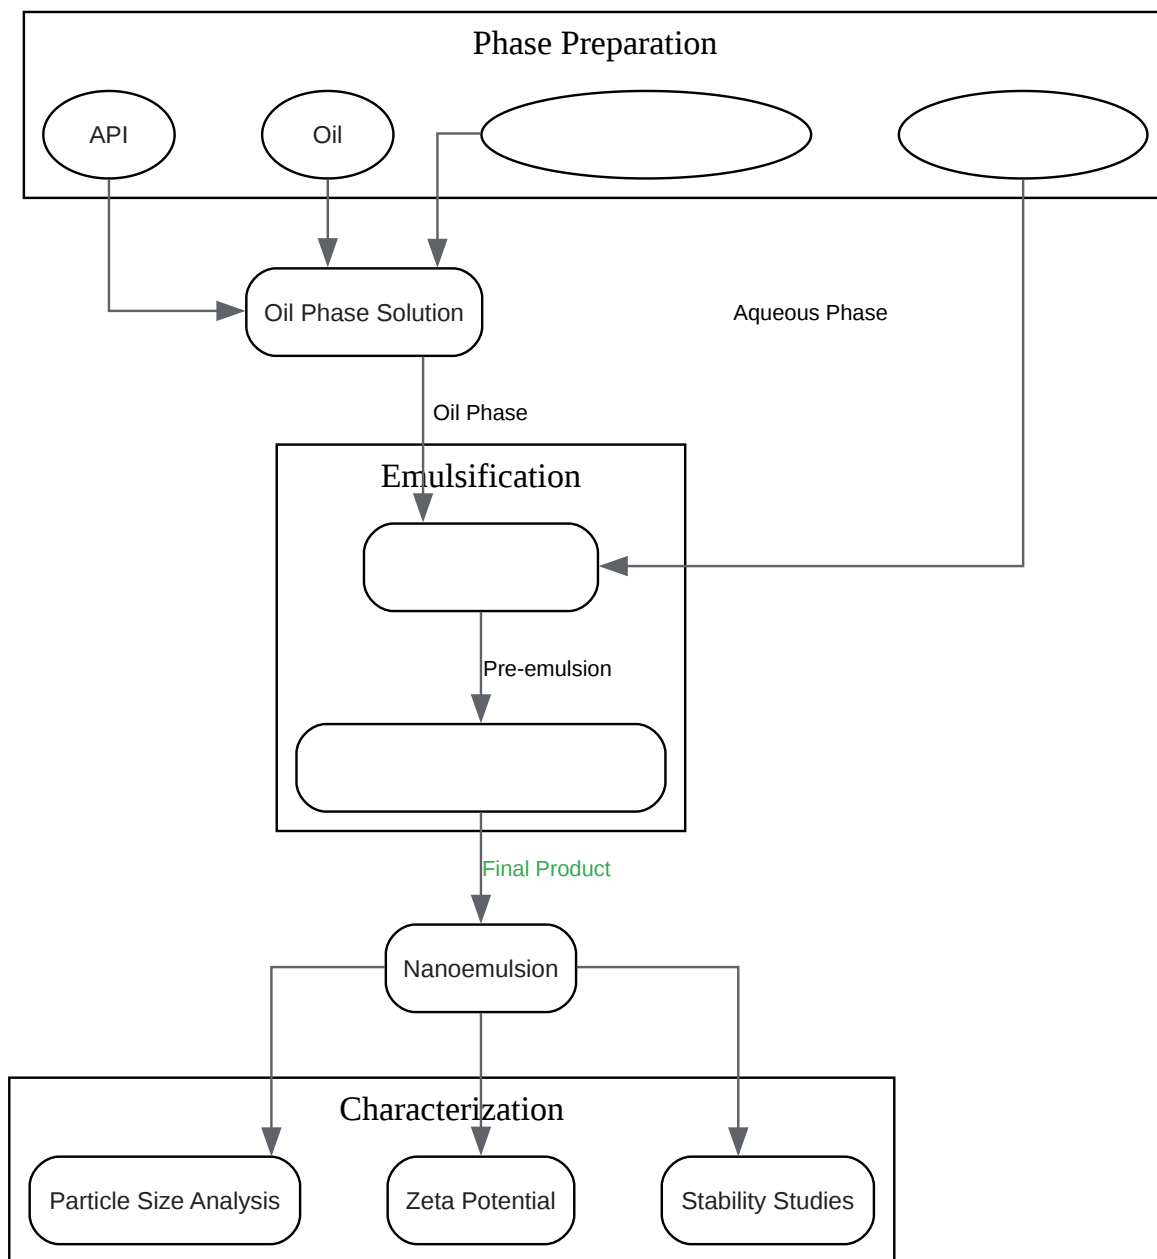 Phase Preparation
API
Oil
Oil Phase Solution
Aqueous Phase
Oil Phase
Emulsification
Pre-emulsion
Final Product
Nanoemulsion
Characterization
Particle Size Analysis
Zeta Potential
Stability Studies